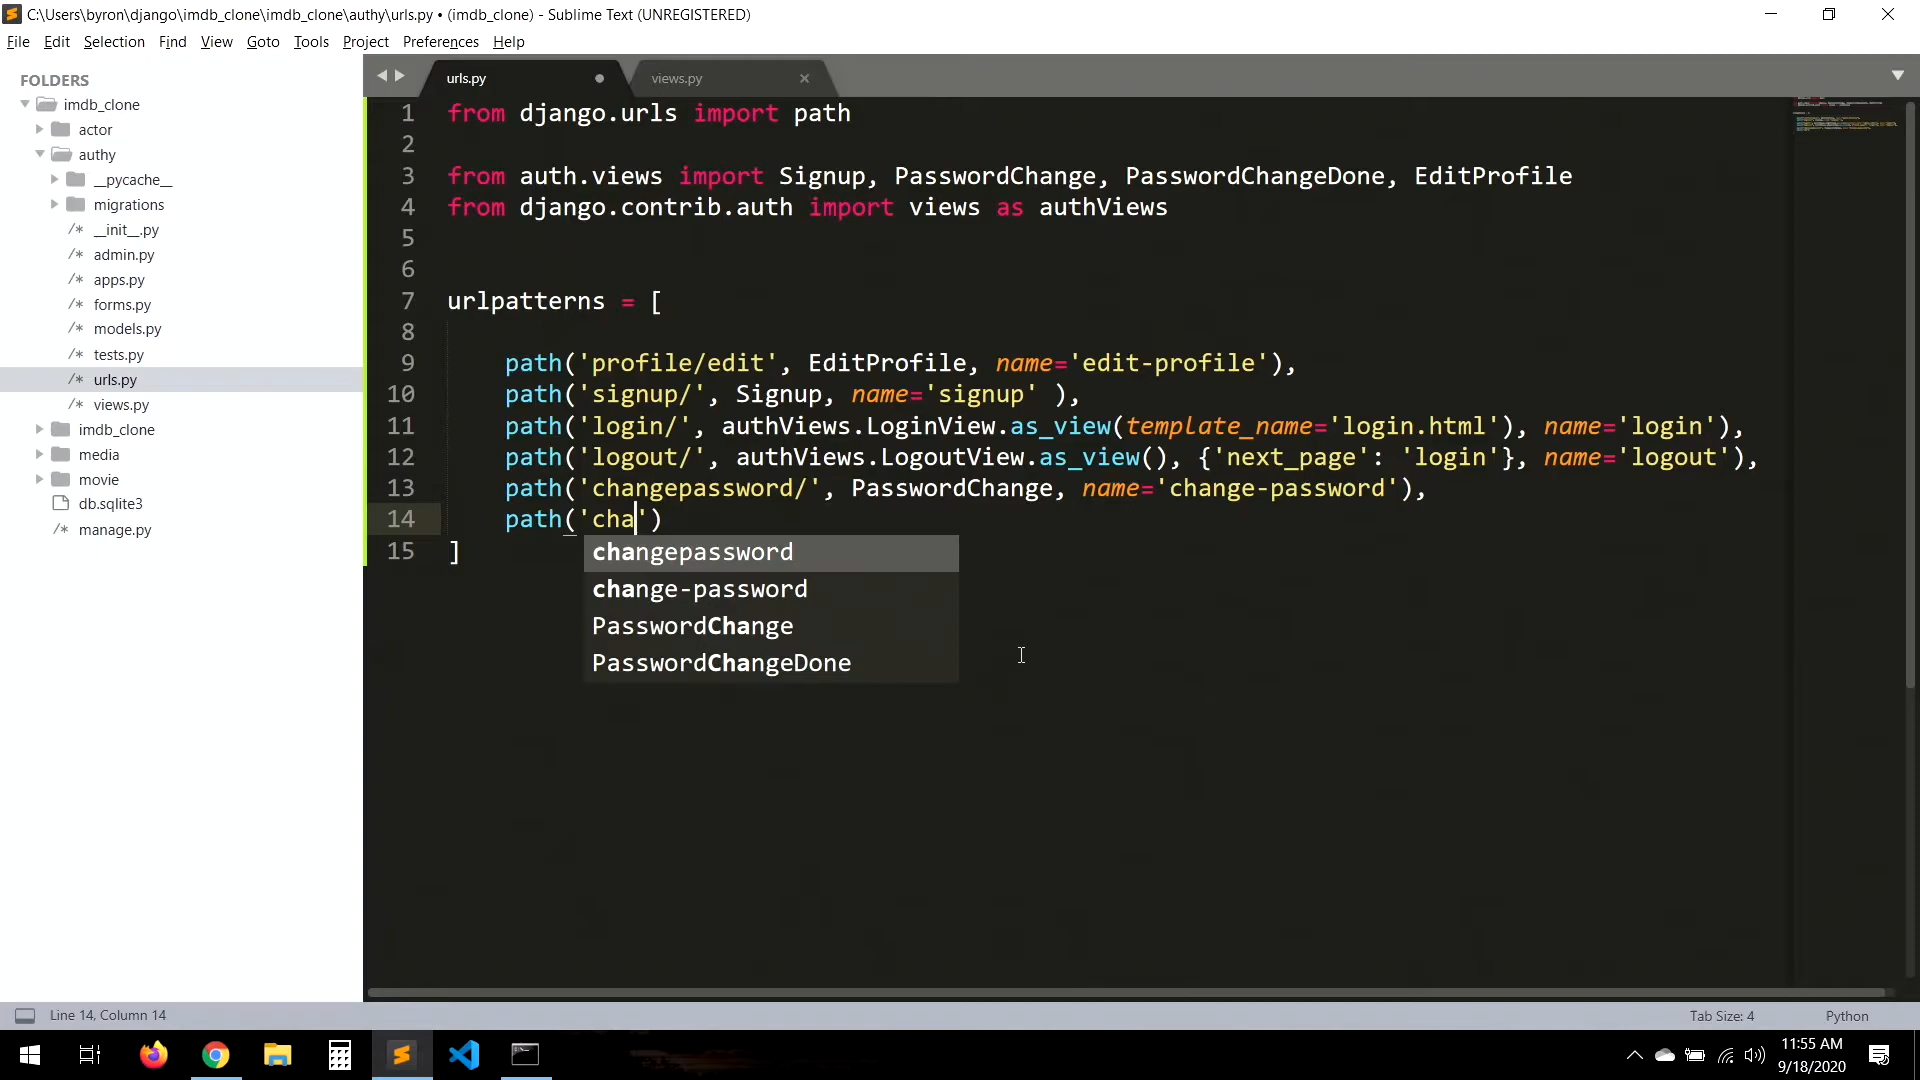 C:\Users\byron\django\imdb_clone\imdb_clone\authy\urls.py • (imdb_clone) - Sublime Text (UNREGISTERED)
File Edit Selection Find View Goto Tools Project Preferences Help
FOLDERS
imdb_clone
actor
authy
__pycache__
migrations
/* __init__.py
/* admin.py
/* apps.py
/* forms.py
/* models.py
/* tests.py
/* urls.py
/* views.py
imdb_clone
media
movie
db.sqlite3
/* manage.py
urls.py views.py
1 from django.urls import path
2
3 from auth.views import Signup, PasswordChange, PasswordChangeDone, EditProfile
4 from django.contrib.auth import views as authViews
5
6
7 urlpatterns = [
8
9 path('profile/edit', EditProfile, name='edit-profile'),
10 path('signup/', Signup, name='signup' ),
11 path('login/', authViews.LoginView.as_view(template_name='login.html'), name='login'),
12 path('logout/', authViews.LogoutView.as_view(), {'next_page': 'login'}, name='logout'),
13 path('changepassword/', PasswordChange, name='change-password'),
14 path('cha')
15 ]
changepassword
change-password
PasswordChange
PasswordChangeDone
Line 14, Column 14
Tab Size: 4 Python
11:55 AM
9/18/2020